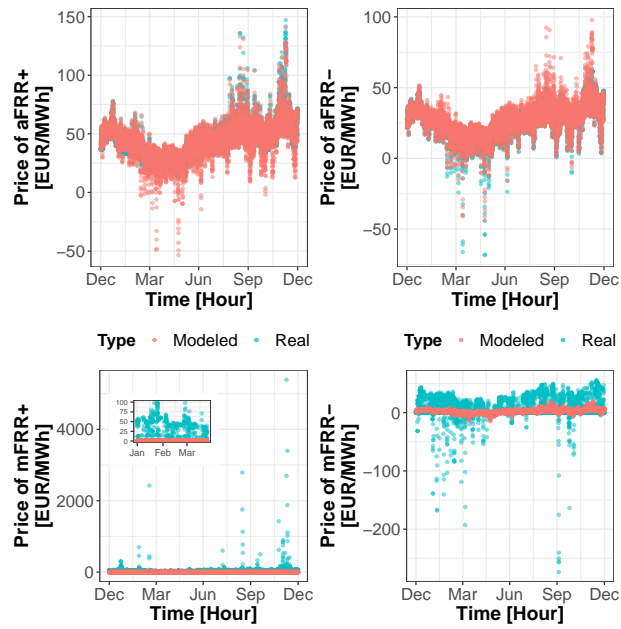 Price of aFRR+
[EUR/MWh]
150
100
50
0
−50
Dec Mar Jun Sep Dec
Time [Hour]
Price of aFRR−
[EUR/MWh]
100
50
0
−50
Dec Mar Jun Sep Dec
Time [Hour]
Type Modeled Real
Type Modeled Real
Price of mFRR+
[EUR/MWh]
4000
2000
0
100
75
50
25
0
Jan Feb Mar
Dec Mar Jun Sep Dec
Time [Hour]
Price of mFRR−
[EUR/MWh]
0
−100
−200
Dec Mar Jun Sep Dec
Time [Hour]